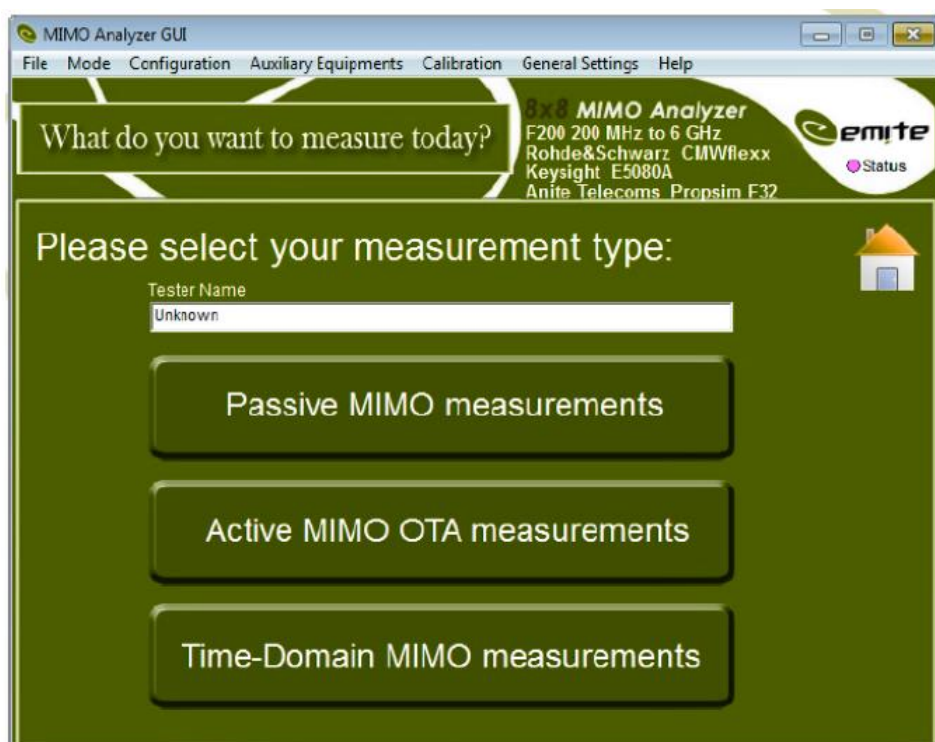 MIMO Analyzer GUI
File Mode Configuration Auxiliary Equipments Calibration General Settings Help
What do you want to measure today?
8x8 MIMO Analyzer
F200 200 MHz to 6 GHz
Rohde&Schwarz CMWflexx
Keysight E5080A
Anite Telecoms Propsim F32
emite
Status
Please select your measurement type:
Tester Name
Unknown
Passive MIMO measurements
Active MIMO OTA measurements
Time-Domain MIMO measurements